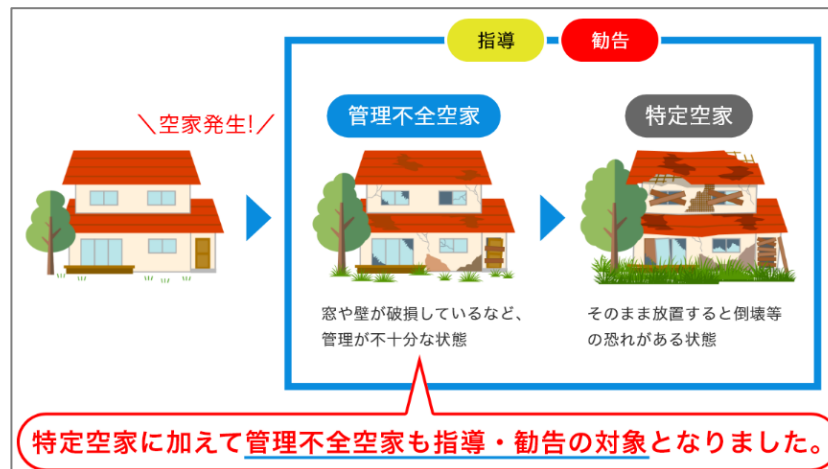 指導
勧告
＼空家発生!／
管理不全空家
特定空家
窓や壁が破損しているなど、
管理が不十分な状態
そのまま放置すると倒壊等
の恐れがある状態
特定空家に加えて管理不全空家も指導・勧告の対象となりました。